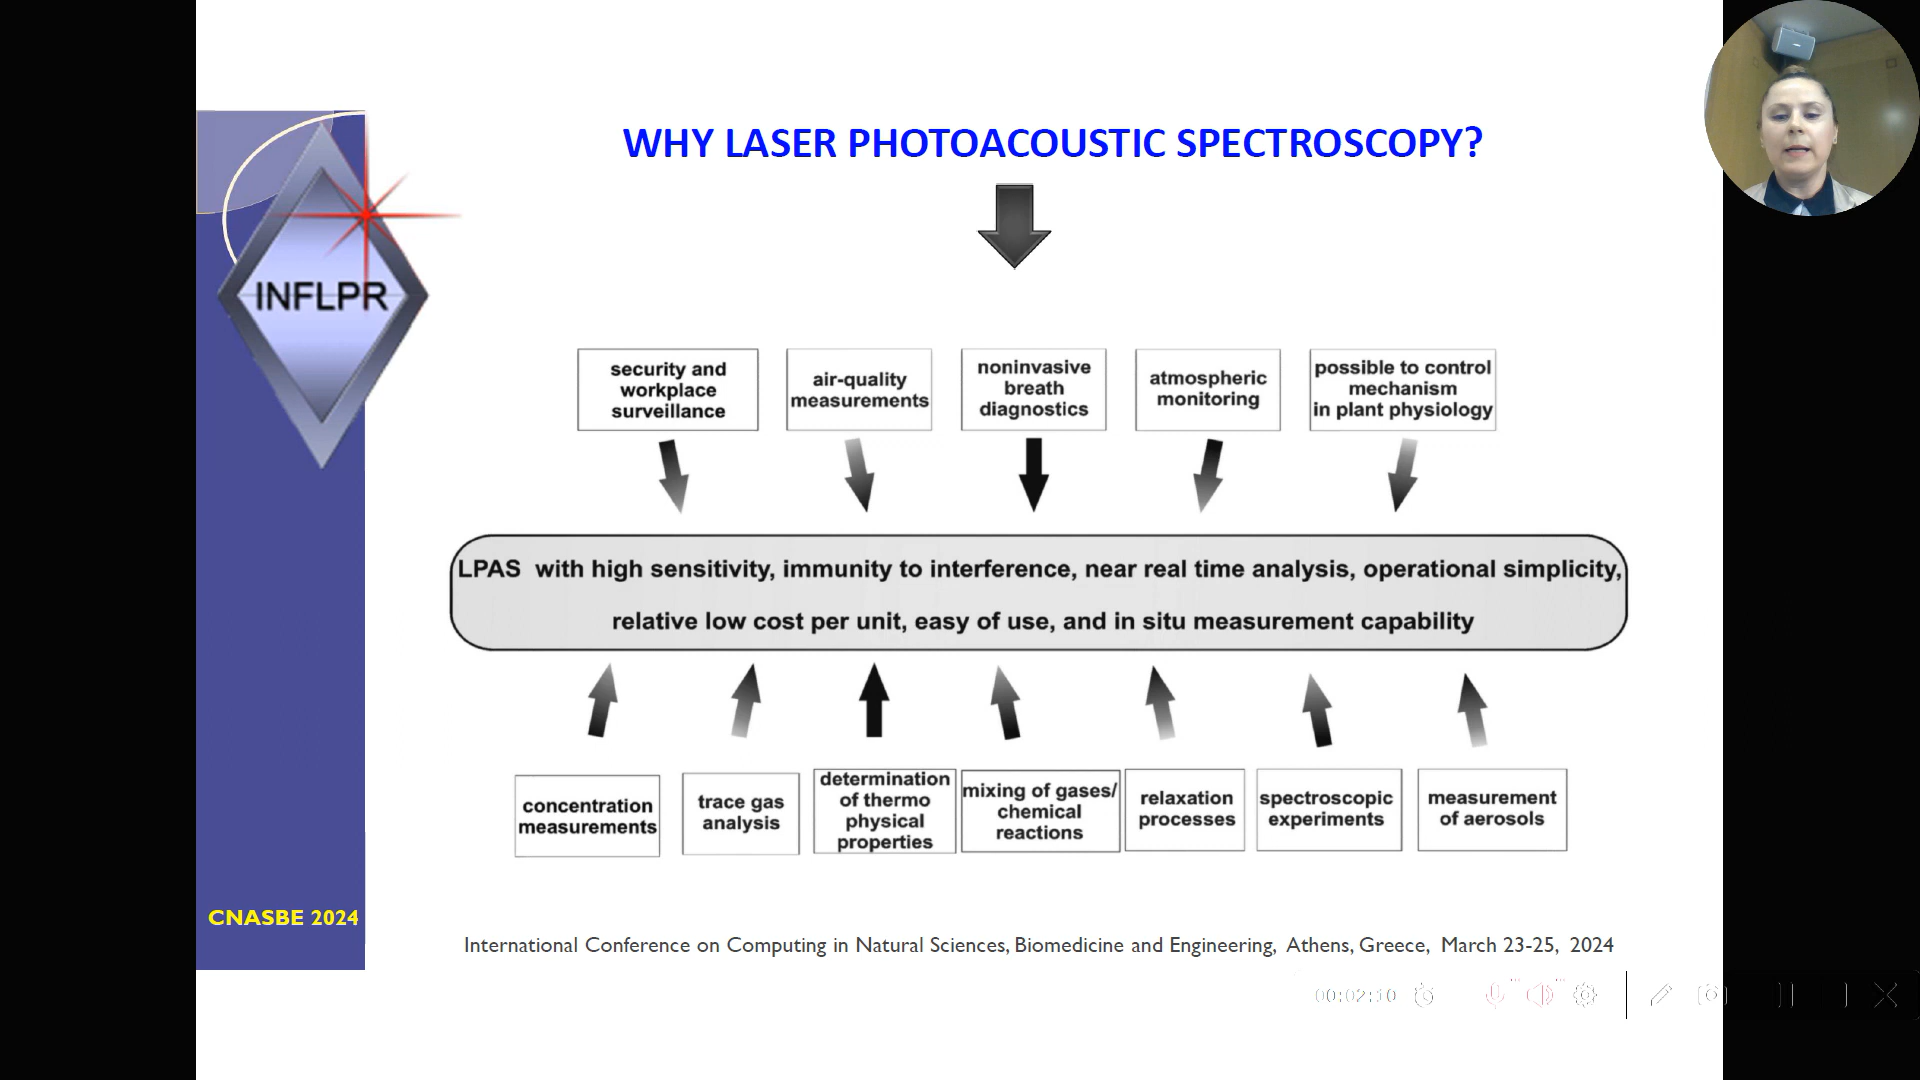 WHY LASER PHOTOACOUSTIC SPECTROSCOPY?
INFLPR
security and
workplace
surveillance
air-quality
measurements
noninvasive
breath
diagnostics
atmospheric
monitoring
possible to control
mechanism
in plant physiology
LPAS with high sensitivity, immunity to interference, near real time analysis, operational simplicity,
relative low cost per unit, easy of use, and in situ measurement capability
concentration
measurements
trace gas
analysis
determination
of thermo
physical
properties
mixing of gases/
chemical
reactions
relaxation
processes
spectroscopic
experiments
measurement
of aerosols
CNASBE 2024
International Conference on Computing in Natural Sciences, Biomedicine and Engineering, Athens, Greece, March 23-25, 2024
00:02:10